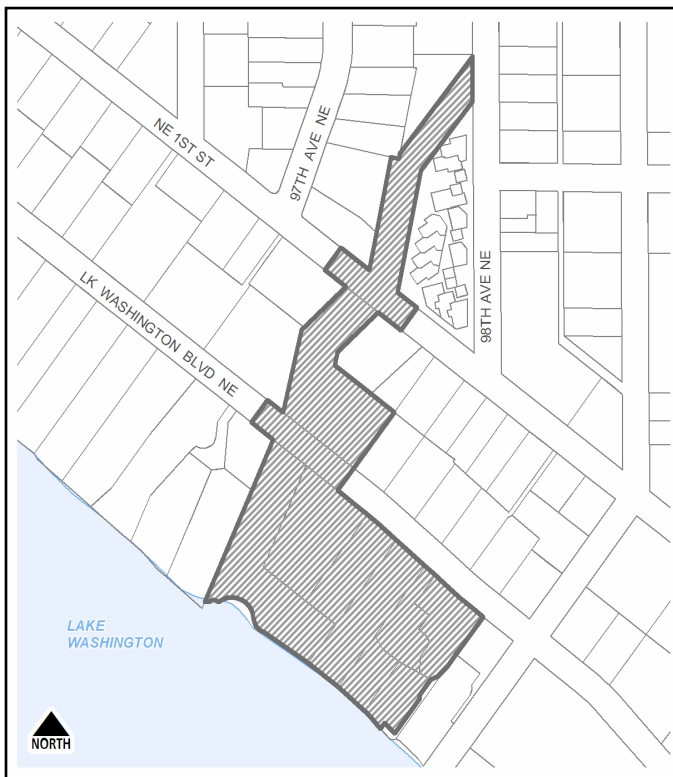 NE 1ST ST
97TH AVE NE
LK WASHINGTON BLVD NE
98TH AVE NE
LAKE
WASHINGTON
NORTH